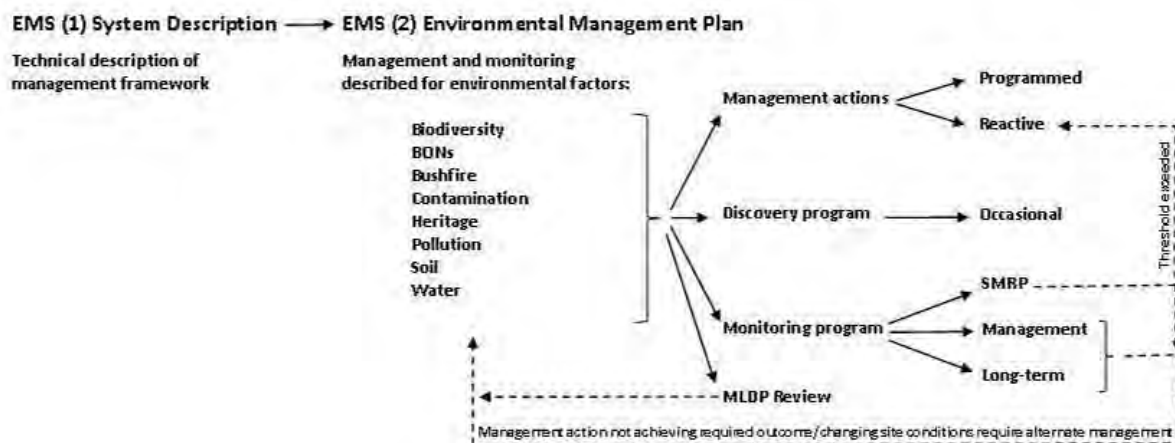 EMS (1) System Description
EMS (2) Environmental Management Plan
Technical description of
management framework
Management and monitoring
described for environmental factors:
Biodiversity
BONs
Bushfire
Contamination
Heritage
Pollution
Soil
Water
Management actions
Programmed
Reactive
Discovery program
Occasional
Monitoring program
SMRP
Management
Long-term
MLDP Review
Threshold exceeded
Management action not achieving required outcome/changing site conditions require alternate management